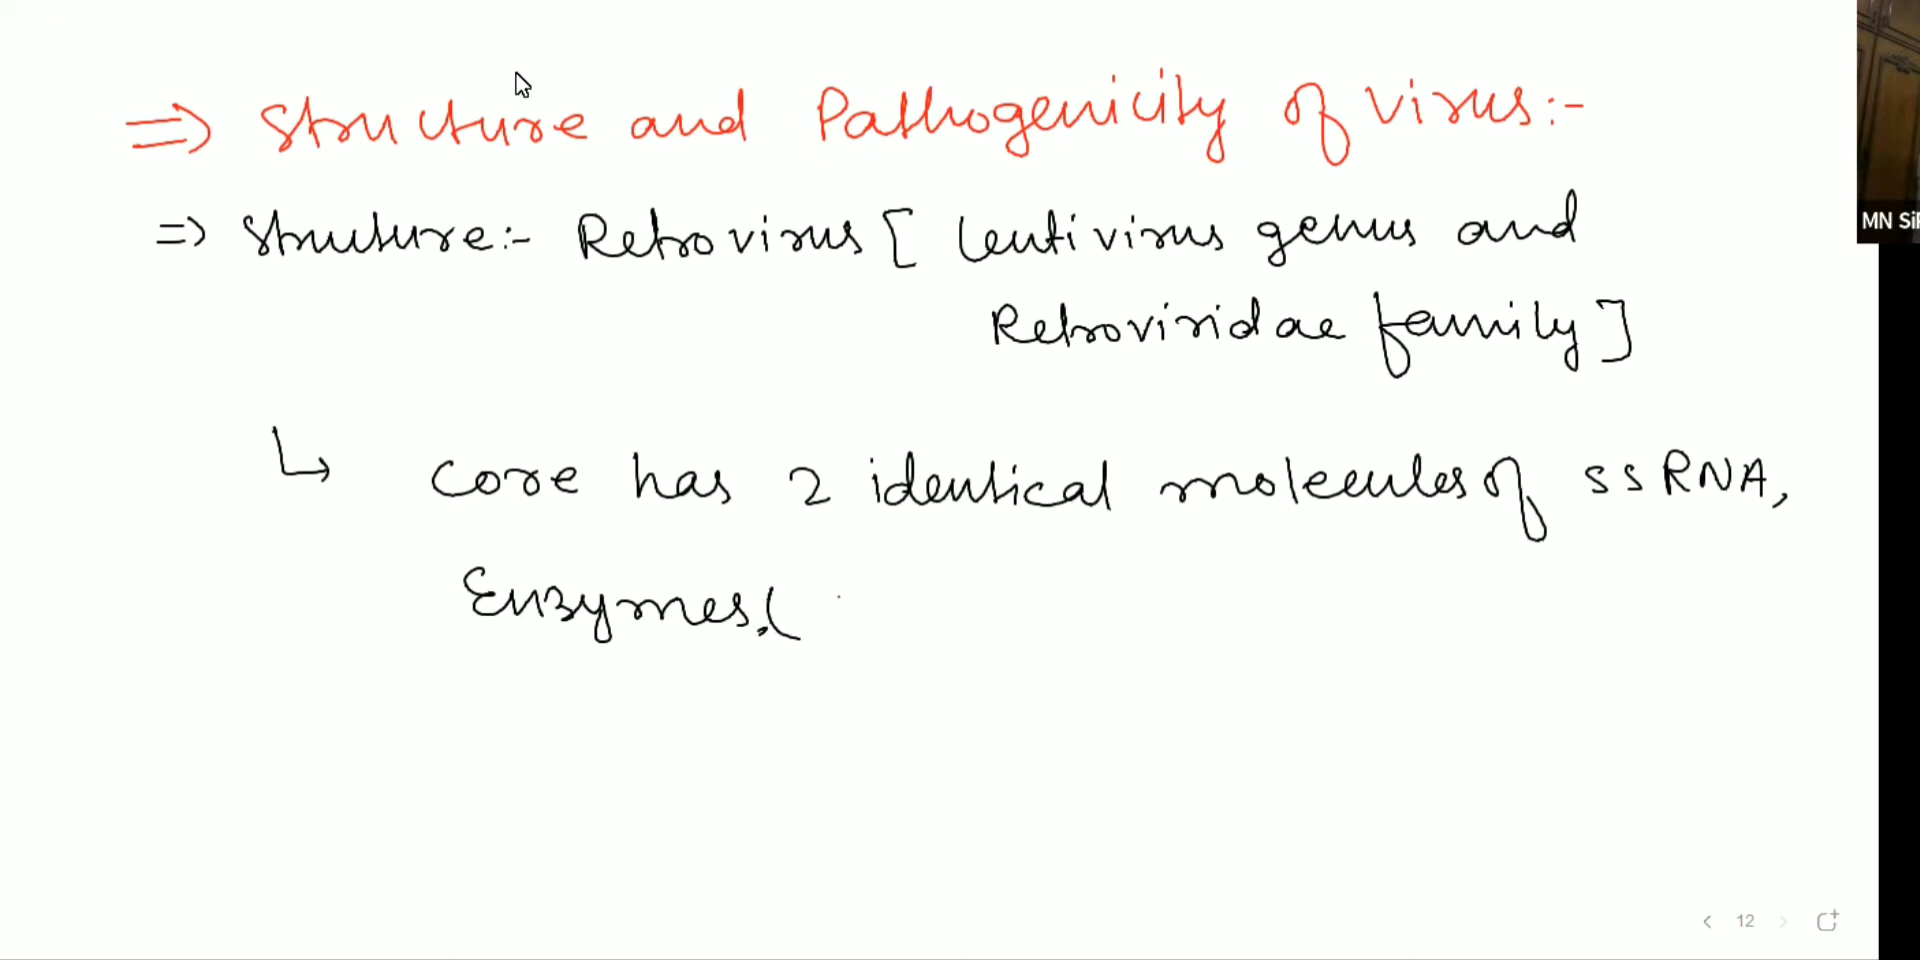 => Structure and Pathogenicity of virus:-
=> Struture:- Retrovirus [ Lentivirus genus and
Retroviridae family]
↳ core has 2 identical molecules of ssRNA,
Enzymes,(
MN Si
12